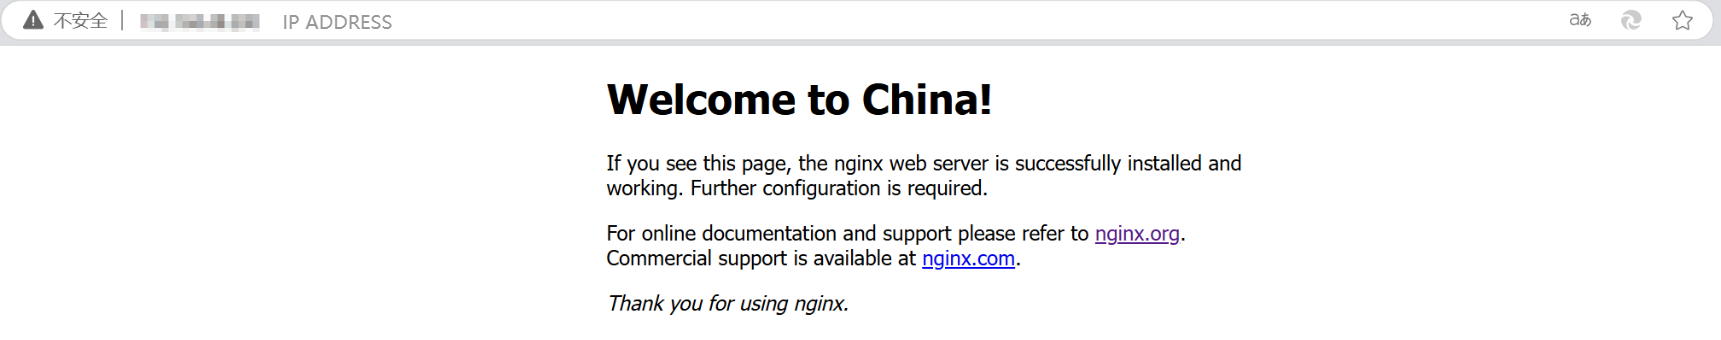 不安全 IP ADDRESS aあ
Welcome to China!
If you see this page, the nginx web server is successfully installed and
working. Further configuration is required.
For online documentation and support please refer to nginx.org.
Commercial support is available at nginx.com.
Thank you for using nginx.